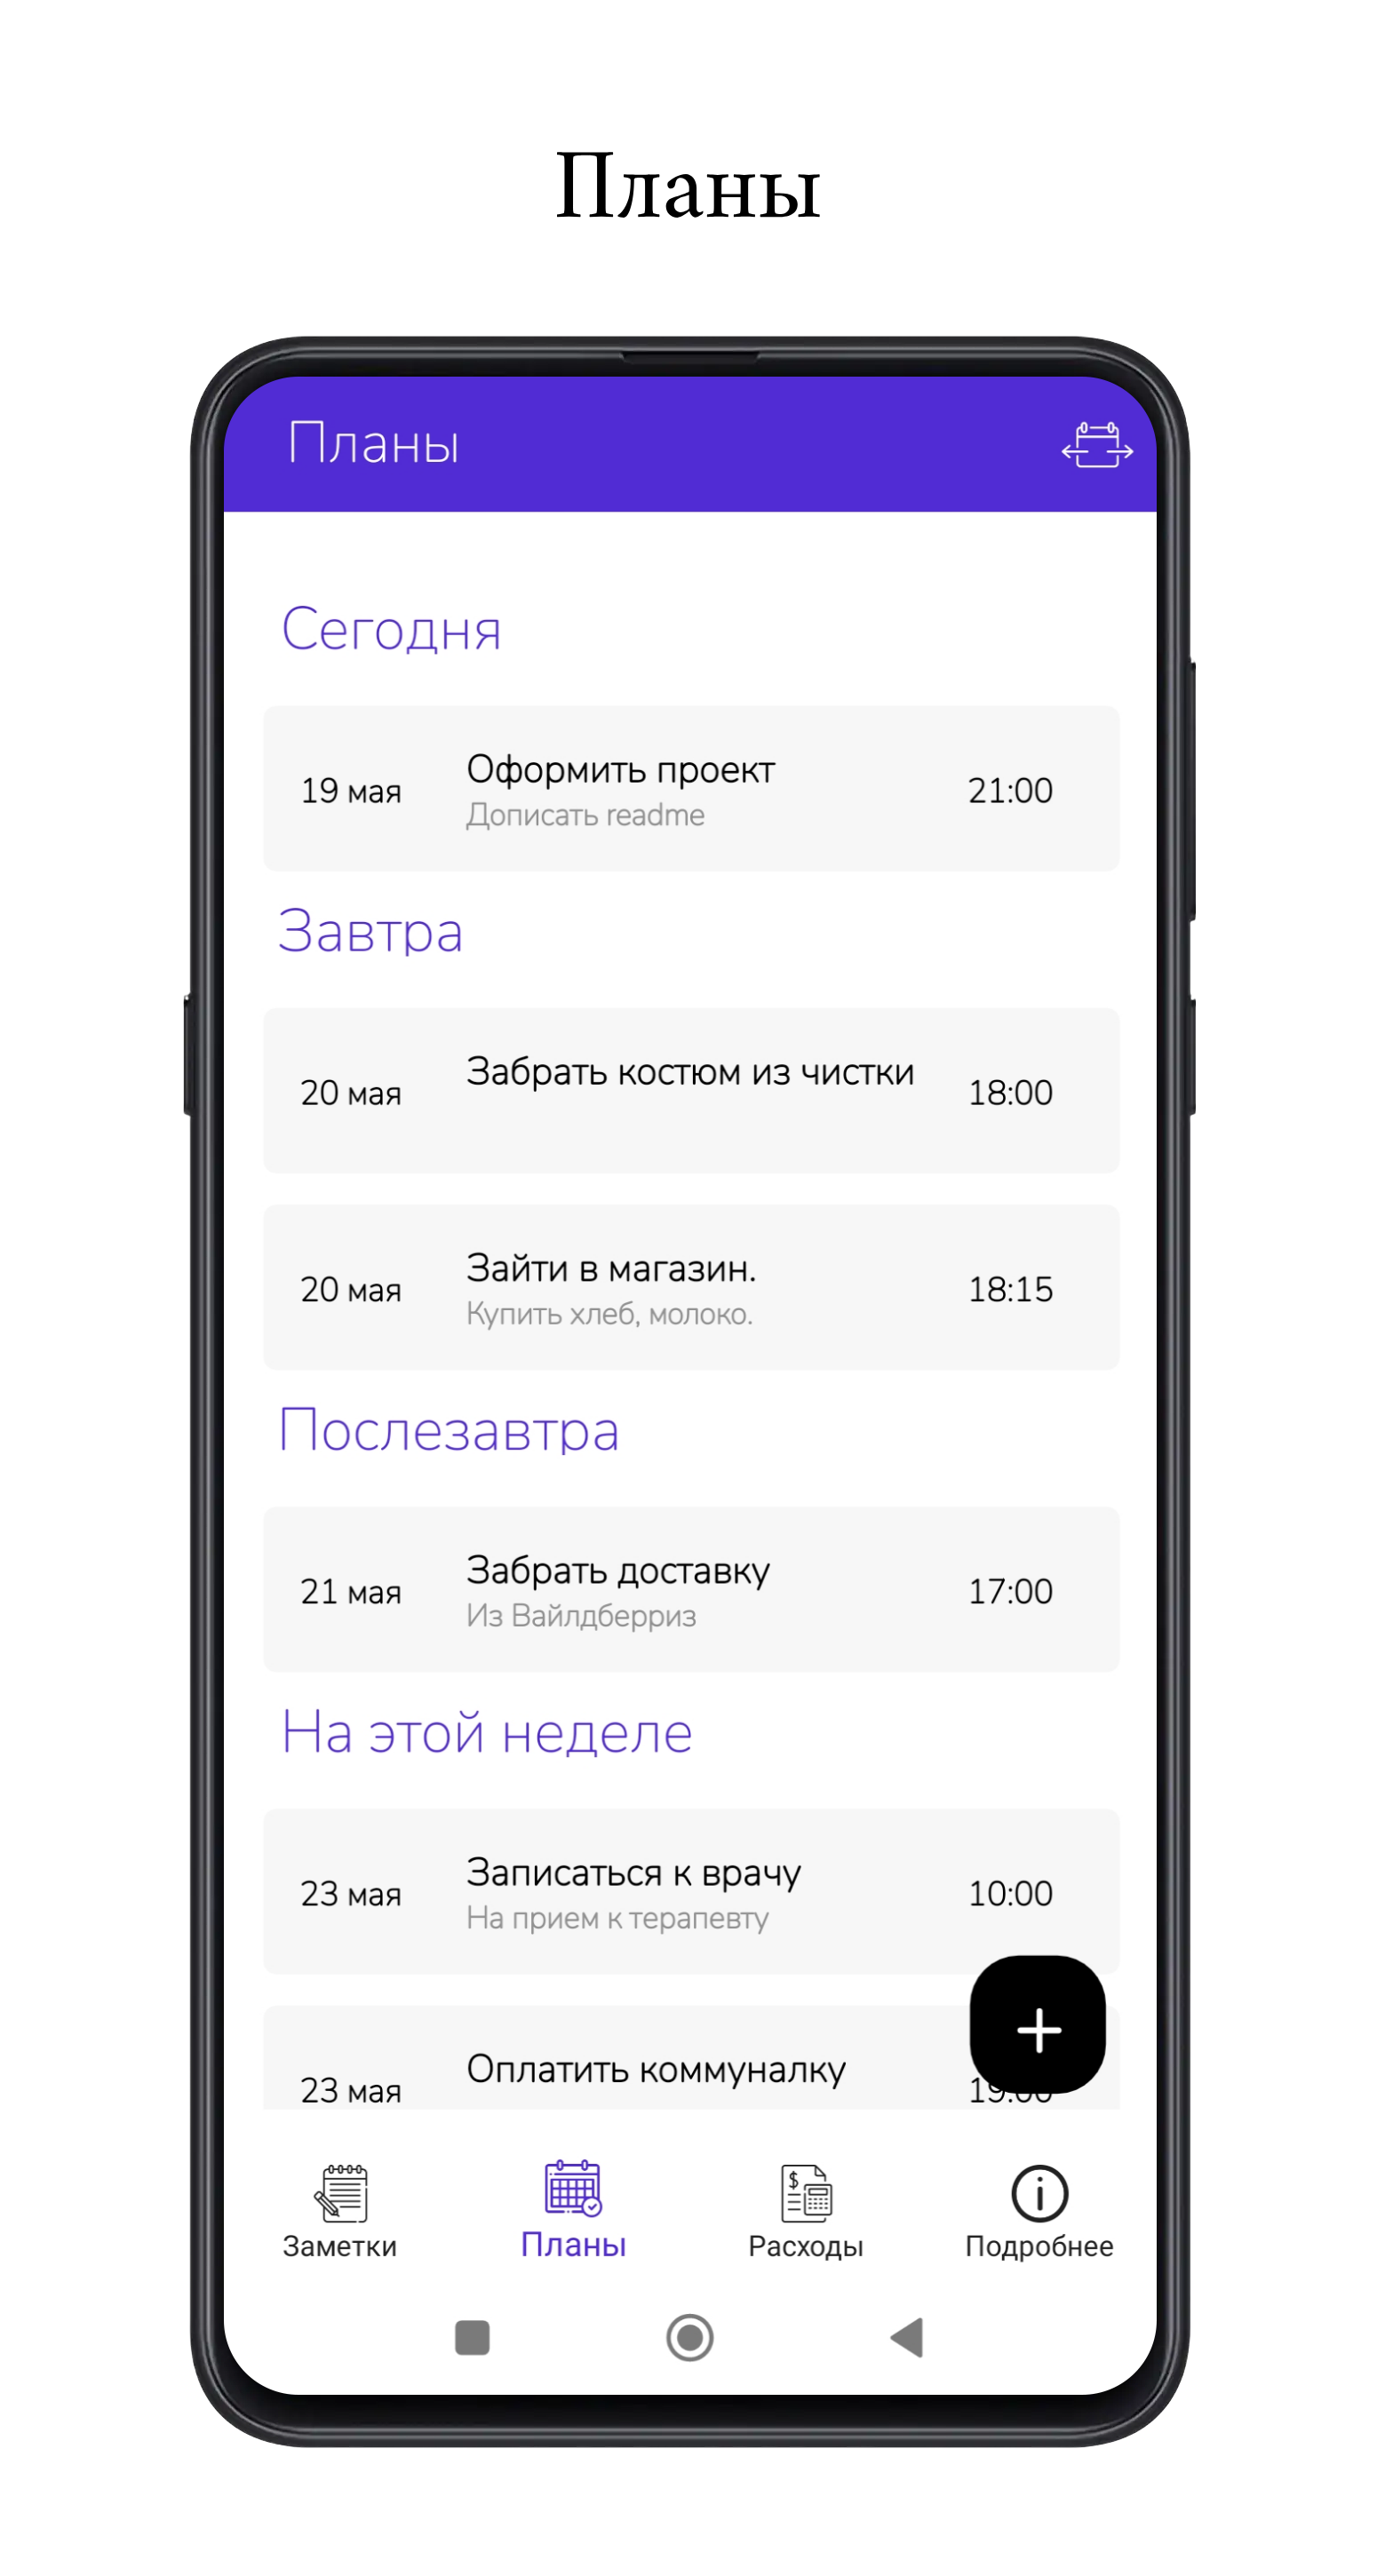 Планы
Планы
Сегодня
19 мая
Оформить проект
Дописать readme
21:00
Завтра
20 мая
Забрать костюм из чистки
18:00
20 мая
Зайти в магазин.
Купить хлеб, молоко.
18:15
Послезавтра
21 мая
Забрать доставку
Из Вайлдберриз
17:00
На этой неделе
23 мая
Записаться к врачу
На прием к терапевту
10:00
23 мая
Оплатить коммуналку
Заметки
Планы
Расходы
Подробнее